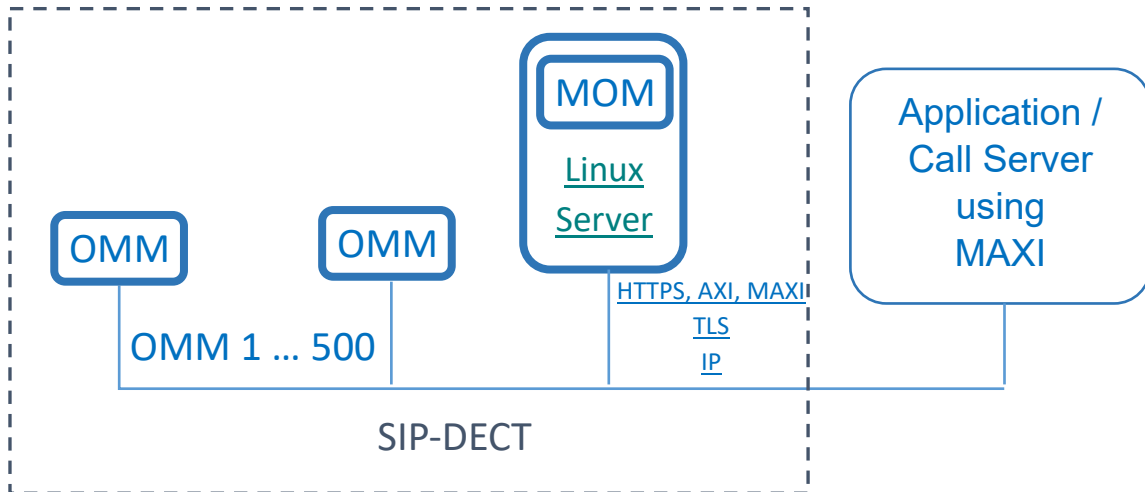 MOM
Linux
Server
OMM
OMM
OMM 1 … 500
HTTPS, AXI, MAXI
TLS
IP
SIP-DECT
Application /
Call Server
using
MAXI